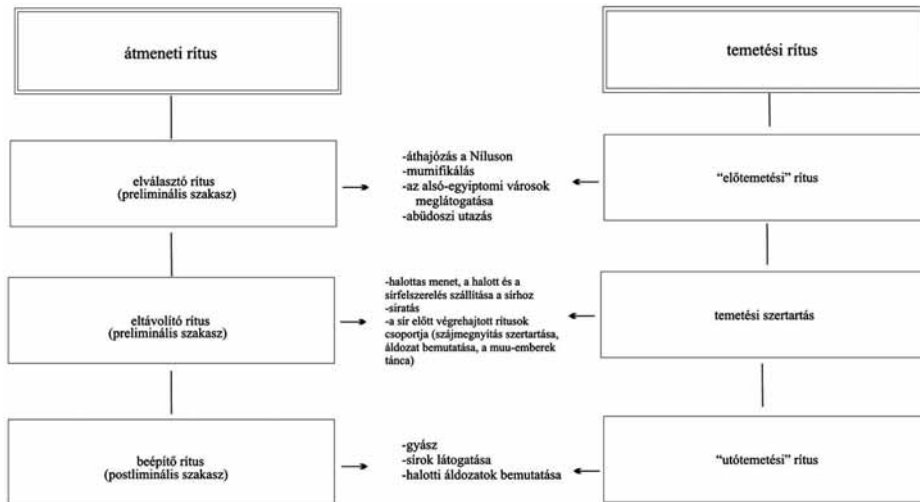 átmeneti rítus
temetési rítus
elválasztó rítus
(preliminális szakasz)
-áthajózás a Níluson
-mumifikálás
-az alsó-egyiptomi városok
meglátogatása
-abüdoszi utazás
“előtemetési” rítus
eltávolító rítus
(preliminális szakasz)
-halottas menet, a halott és a
sírfelszerelés szállítása a sírhoz
-siratás
-a sír előtt végrehajtott rítusok
csoportja (szájmegnyitás szertartása,
áldozat bemutatása, a muu-emberek
tánca)
temetési szertartás
beépítő rítus
(postliminális szakasz)
-gyász
-sírok látogatása
-halotti áldozatok bemutatása
“utótemetési” rítus